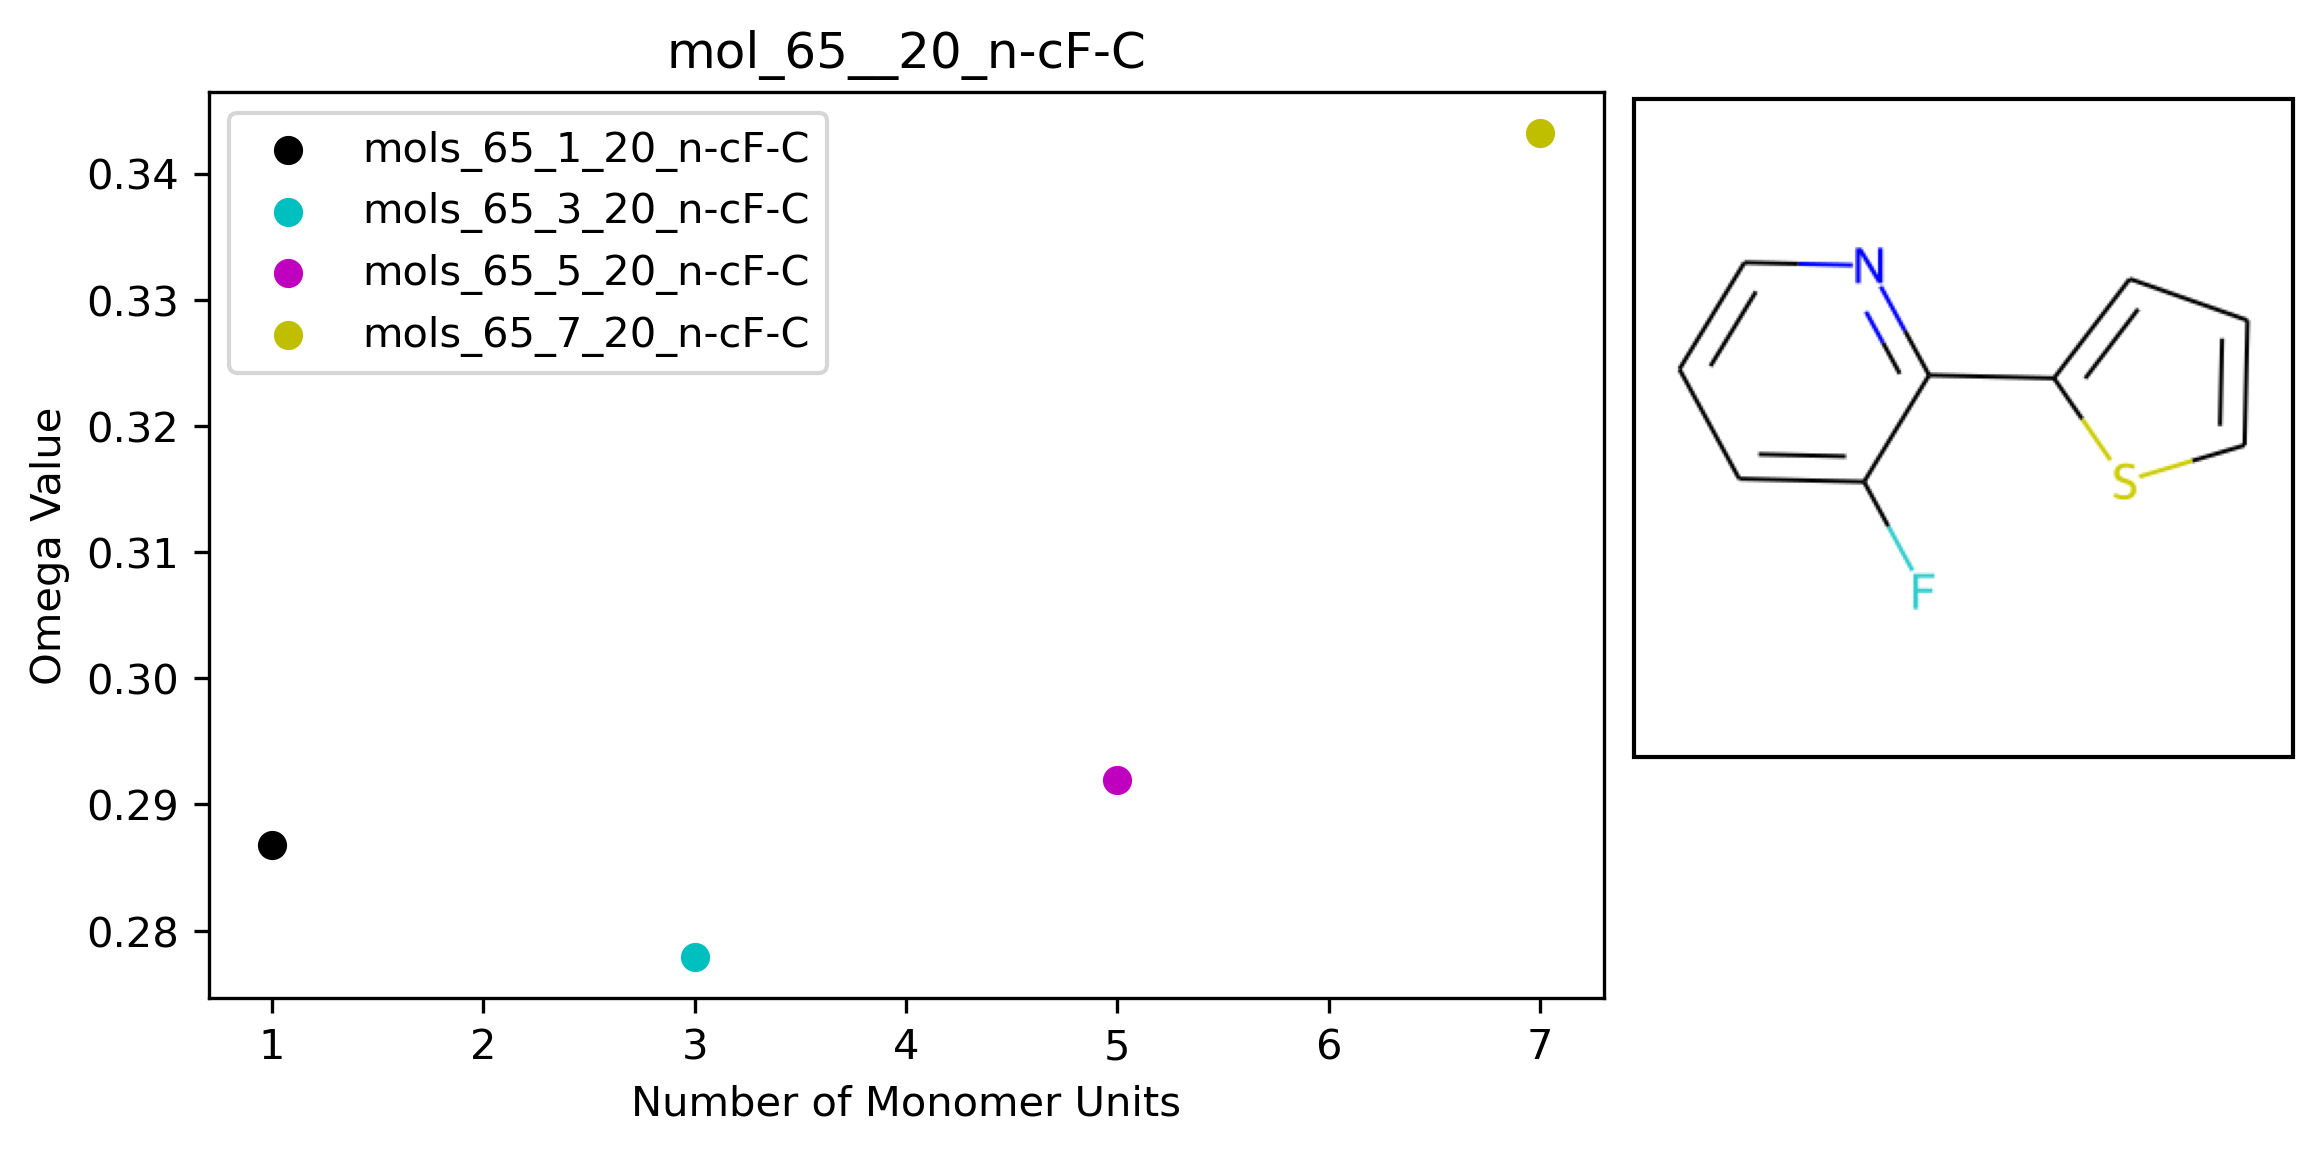 mol_65__20_n-cF-C
mols_65_1_20_n-cF-C
mols_65_3_20_n-cF-C
mols_65_5_20_n-cF-C
mols_65_7_20_n-cF-C
Omega Value
0.34
0.33
0.32
0.31
0.30
0.29
0.28
1 2 3 4 5 6 7
Number of Monomer Units
N
S
F